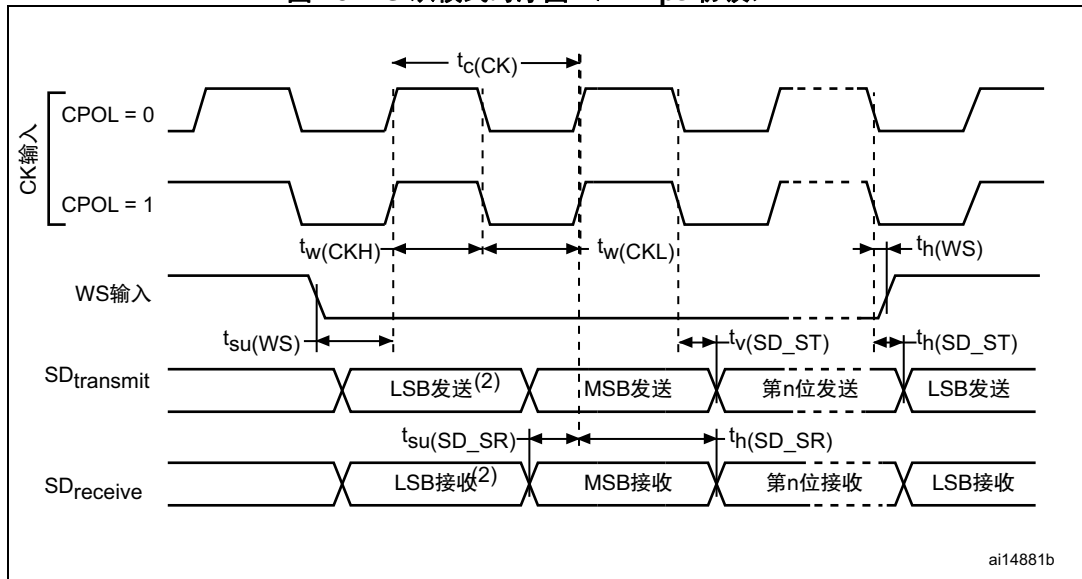 tc(CK)
CK输入
CPOL = 0
CPOL = 1
tw(CKH)
tw(CKL)
th(WS)
WS输入
tsu(WS)
tv(SD_ST)
th(SD_ST)
SDtransmit
LSB发送(2)
MSB发送
第n位发送
LSB发送
tsu(SD_SR)
th(SD_SR)
SDreceive
LSB接收2)
MSB接收
第n位接收
LSB接收
ai14881b